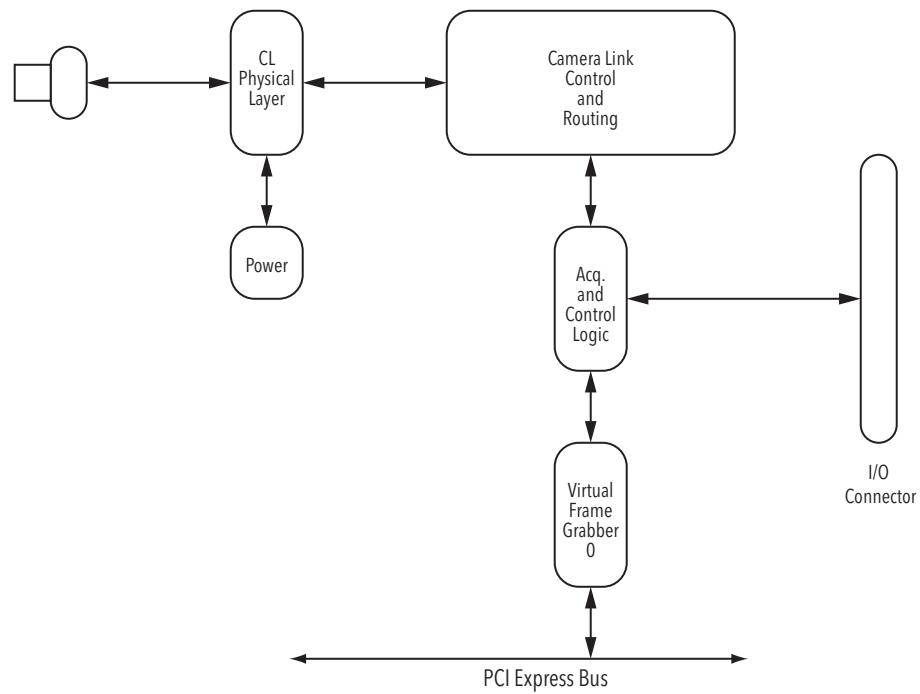 CL
Physical
Layer
Camera Link
Control
and
Routing
Power
Acq.
and
Control
Logic
I/O
Connector
Virtual
Frame
Grabber
0
PCI Express Bus